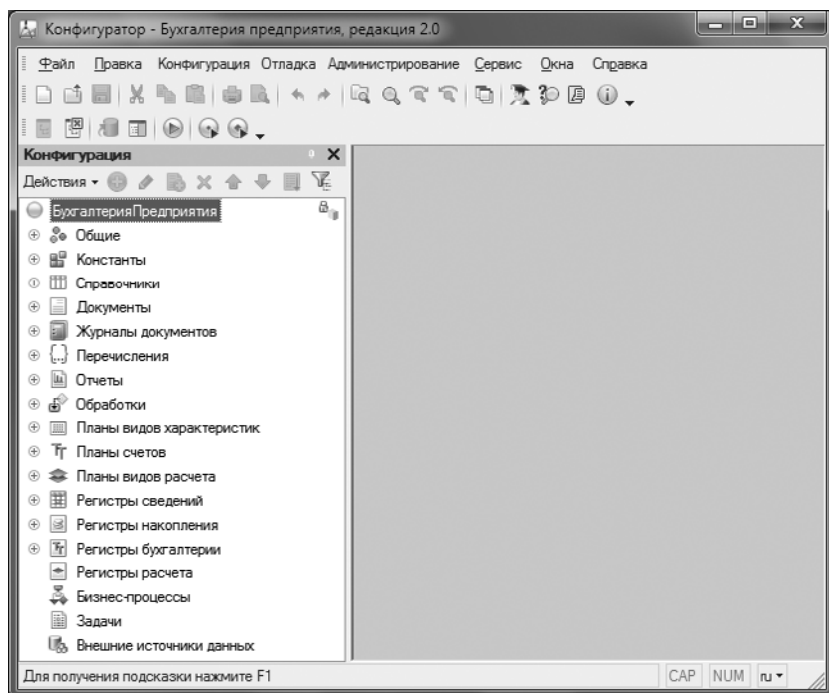 Конфигуратор - Бухгалтерия предприятия, редакция 2.0
Файл Правка Конфигурация Отладка Администрирование Сервис Окна Справка
Конфигурация
Действия
БухгалтерияПредприятия
Общие
Константы
Справочники
Документы
Журналы документов
Перечисления
Отчеты
Обработки
Планы видов характеристик
Планы счетов
Планы видов расчета
Регистры сведений
Регистры накопления
Регистры бухгалтерии
Регистры расчета
Бизнес-процессы
Задачи
Внешние источники данных
Для получения подсказки нажмите F1 CAP NUM ru